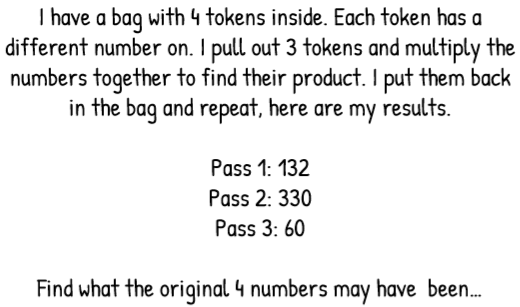 I have a bag with 4 tokens inside. Each token has a
different number on. I pull out 3 tokens and multiply the
numbers together to find their product. I put them back
in the bag and repeat, here are my results.
Pass 1: 132
Pass 2: 330
Pass 3: 60
Find what the original 4 numbers may have been...